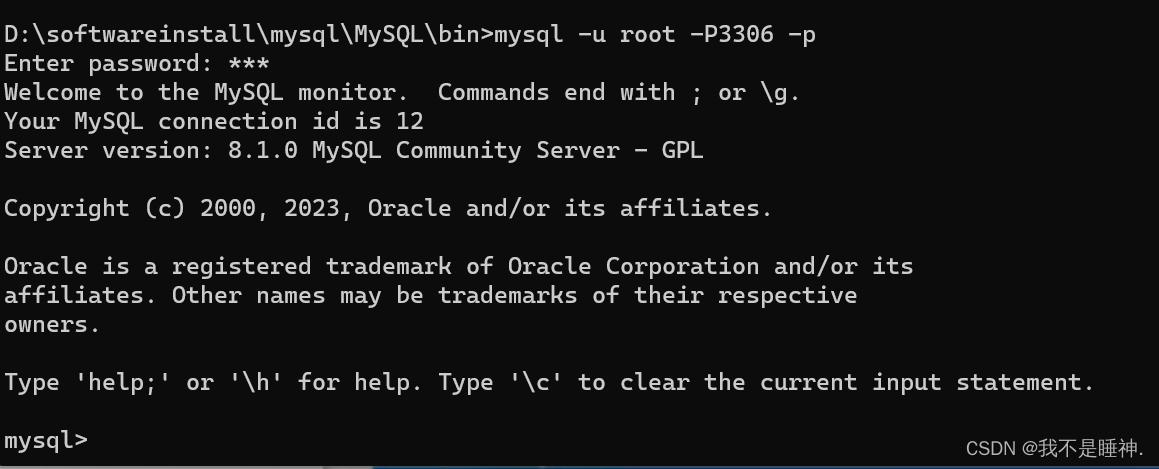 D:\softwareinstall\mysql\MySQL\bin>mysql -u root -P3306 -p
Enter password: ***
Welcome to the MySQL monitor.  Commands end with ; or \g.
Your MySQL connection id is 12
Server version: 8.1.0 MySQL Community Server - GPL

Copyright (c) 2000, 2023, Oracle and/or its affiliates.

Oracle is a registered trademark of Oracle Corporation and/or its
affiliates. Other names may be trademarks of their respective
owners.

Type 'help;' or '\h' for help. Type '\c' to clear the current input statement.

mysql>
CSDN @我不是睡神.